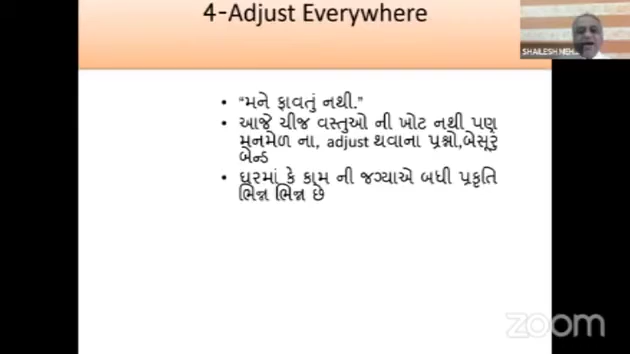 4-Adjust Everywhere
SHAILESH MEH
• “મને ફાવતું નથી.”
• આજે ચીજ વસ્તુઓ ની ખોટ નથી પણ
મનમેળ ના, adjust થવાના પ્રશ્નો,બેસૂરુ
બેન્ડ
• ઘરમાં કે કામ ની જગ્યાએ બધી પ્રકૃતિ
ભિન્ન ભિન્ન છે
zoom